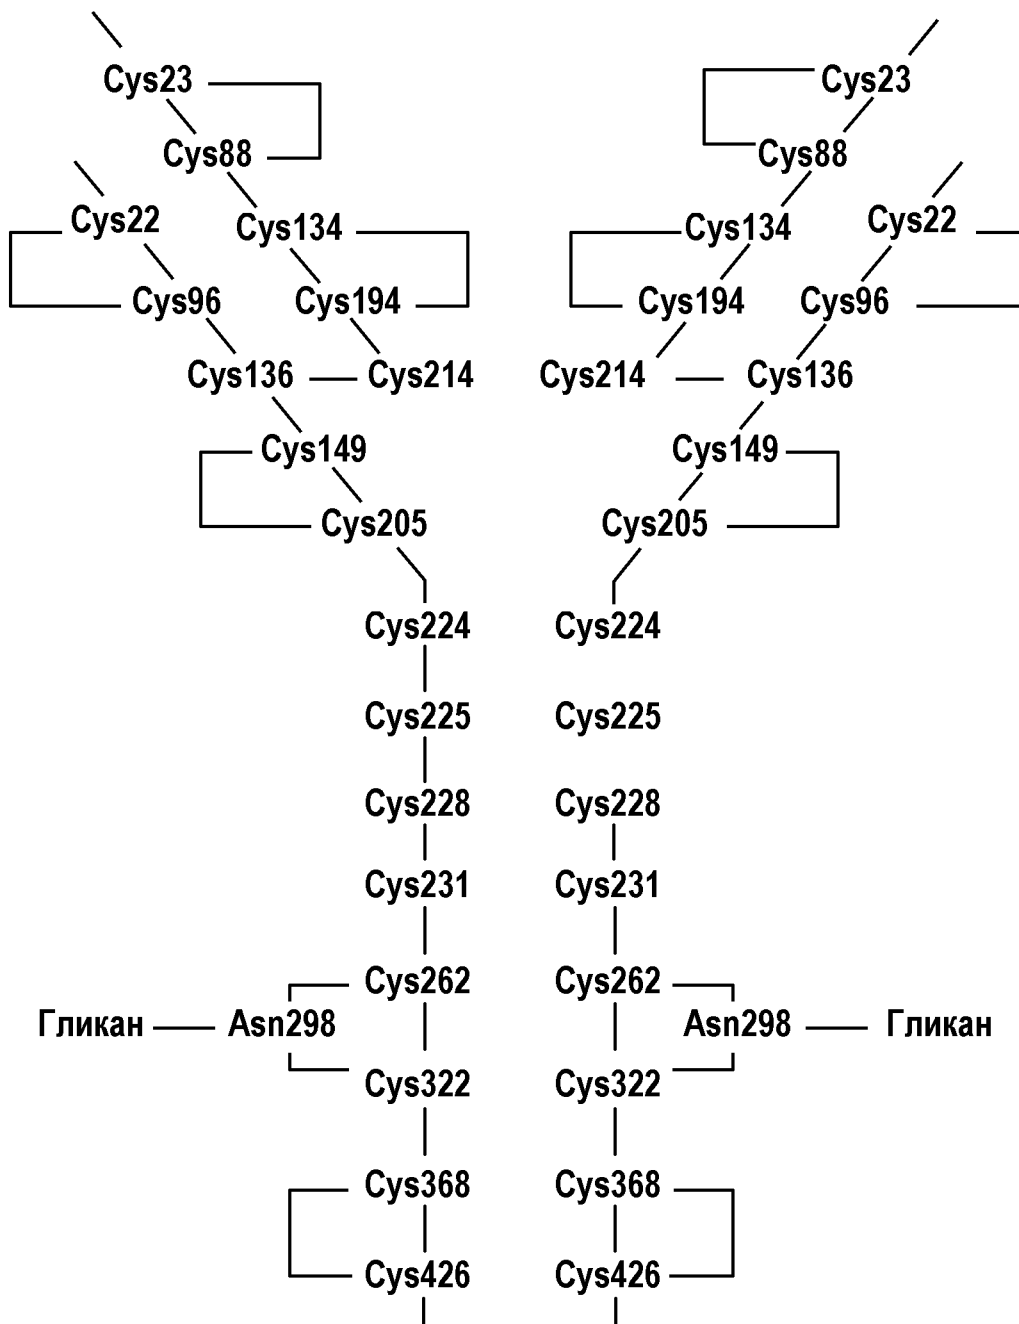 Cys23 Cys23
Cys88 Cys88
Cys22 Cys134 Cys134 Cys22
Cys96 Cys194 Cys194 Cys96
Cys136 Cys214 Cys214 Cys136
Cys149 Cys149
Cys205 Cys205
Cys224 Cys224
Cys225 Cys225
Cys228 Cys228
Cys231 Cys231
Cys262 Cys262
Гликан Asn298 Asn298 Гликан
Cys322 Cys322
Cys368 Cys368
Cys426 Cys426